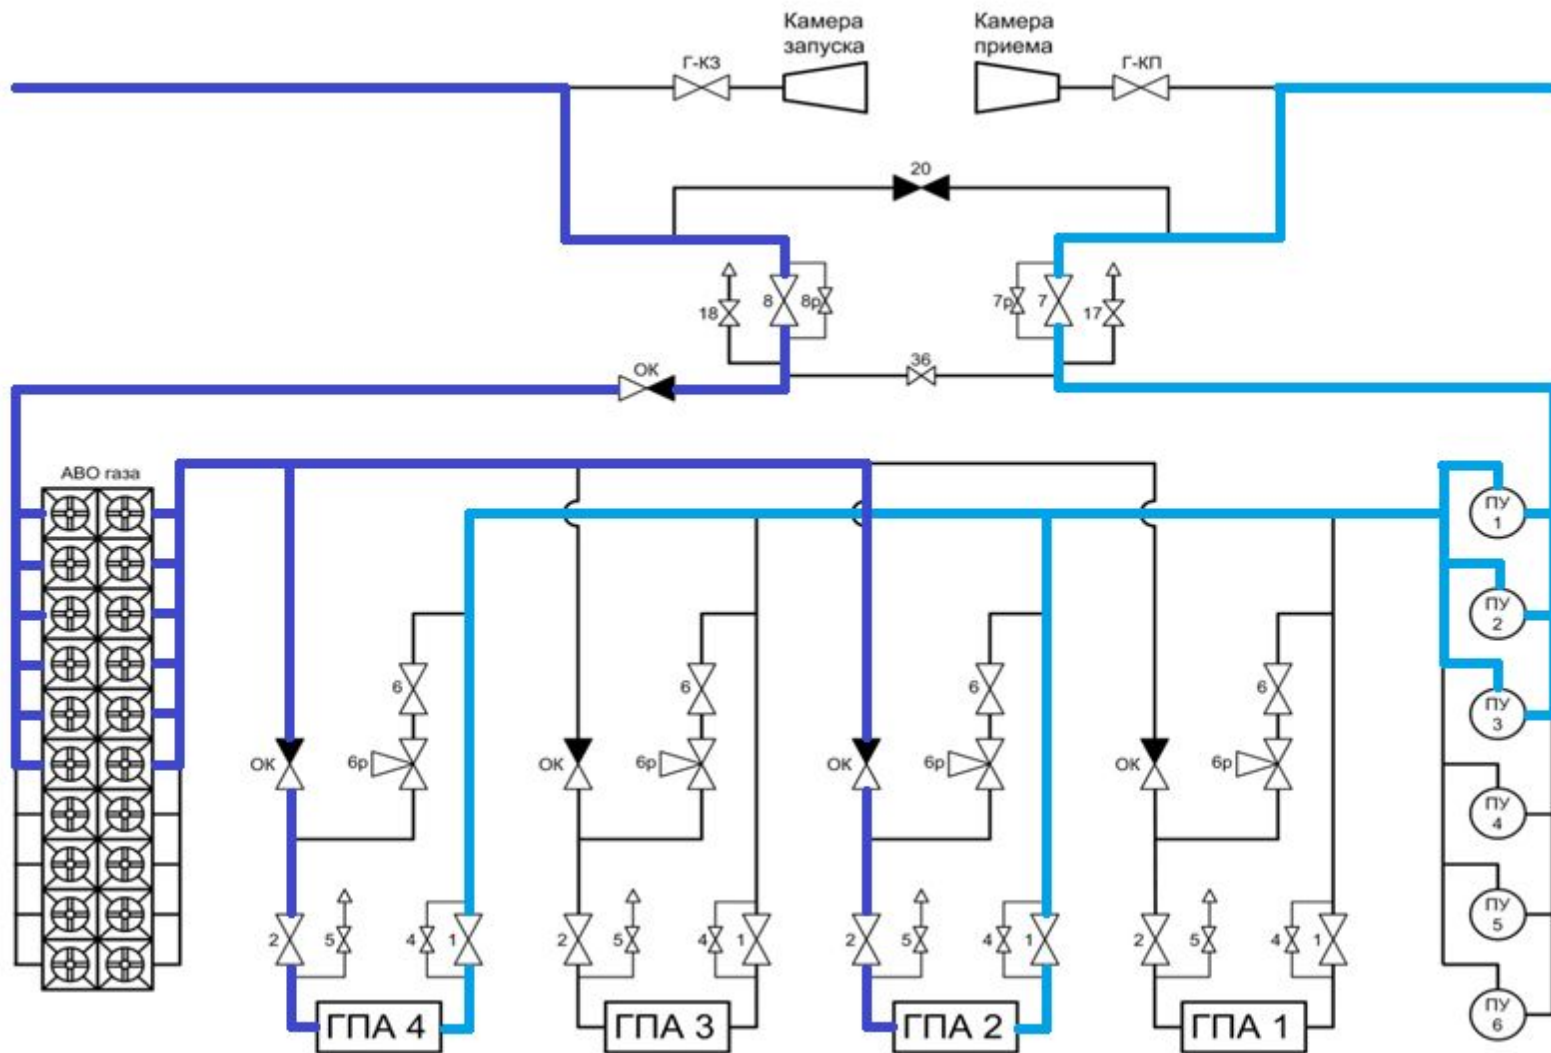 Камера
запуска
Камера
приема
Г-КЗ
Г-КП
20
18
8
8р
7р
7
17
ОК
36
АВО газа
ПУ
1
ПУ
2
ПУ
3
ПУ
4
ПУ
5
ПУ
6
6
6
6
6
ОК
6р
ОК
6р
ОК
6р
ОК
6р
2
5
4
1
2
5
4
1
2
5
4
1
2
5
4
1
ГПА 4
ГПА 3
ГПА 2
ГПА 1